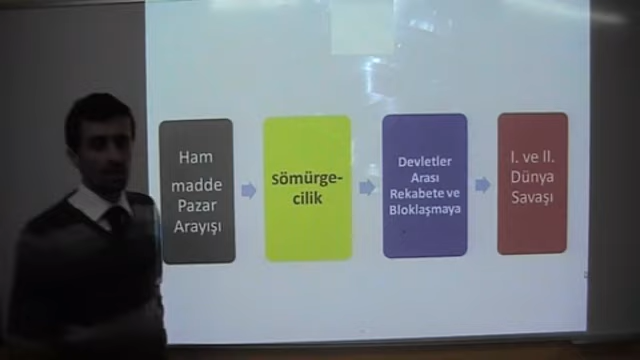 Ham
madde
Pazar
Arayışı
sömürge-
cilik
Devletler
Arası
Rekabete ve
Bloklaşmaya
I. ve II.
Dünya
Savaşı